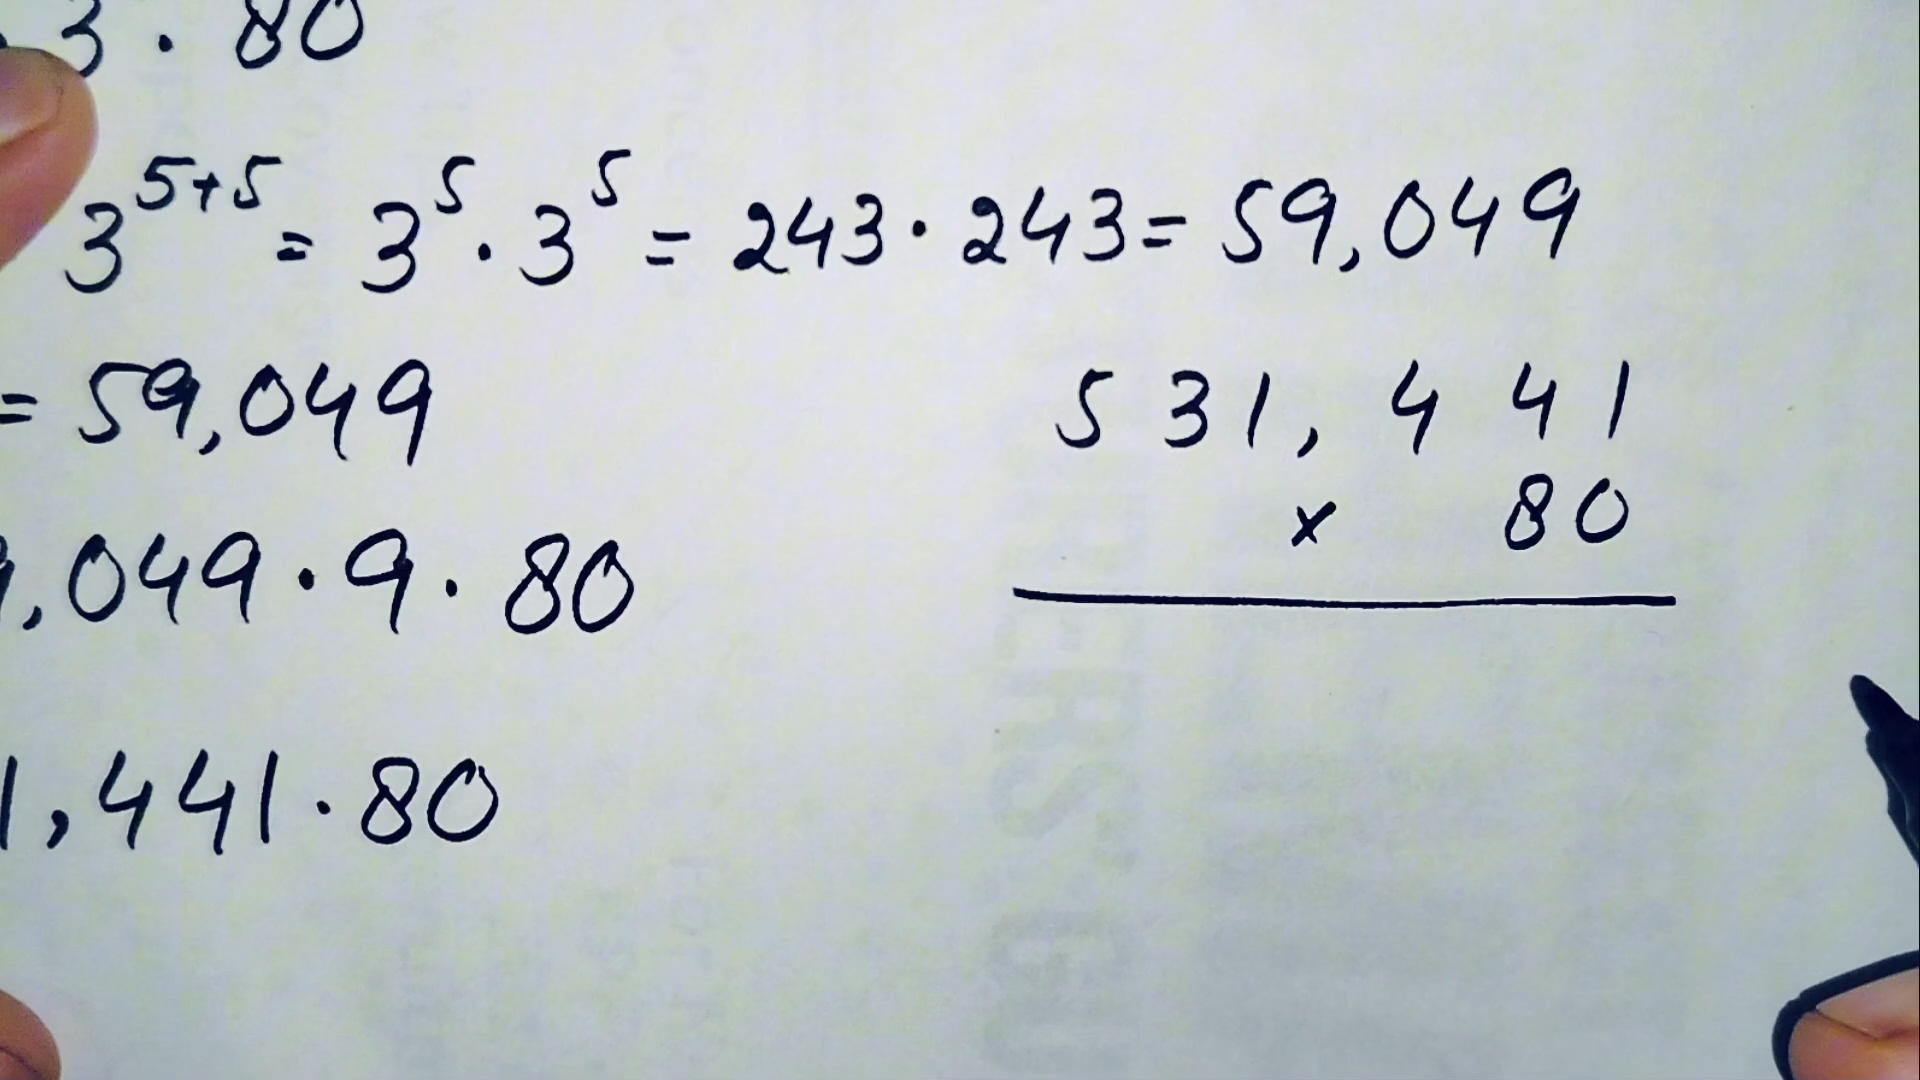 3 · 80
3^{5+5} = 3^5 · 3^5 = 243 · 243 = 59,049
= 59,049
531,441
x 80
,049 · 9 · 80
1,441 · 80